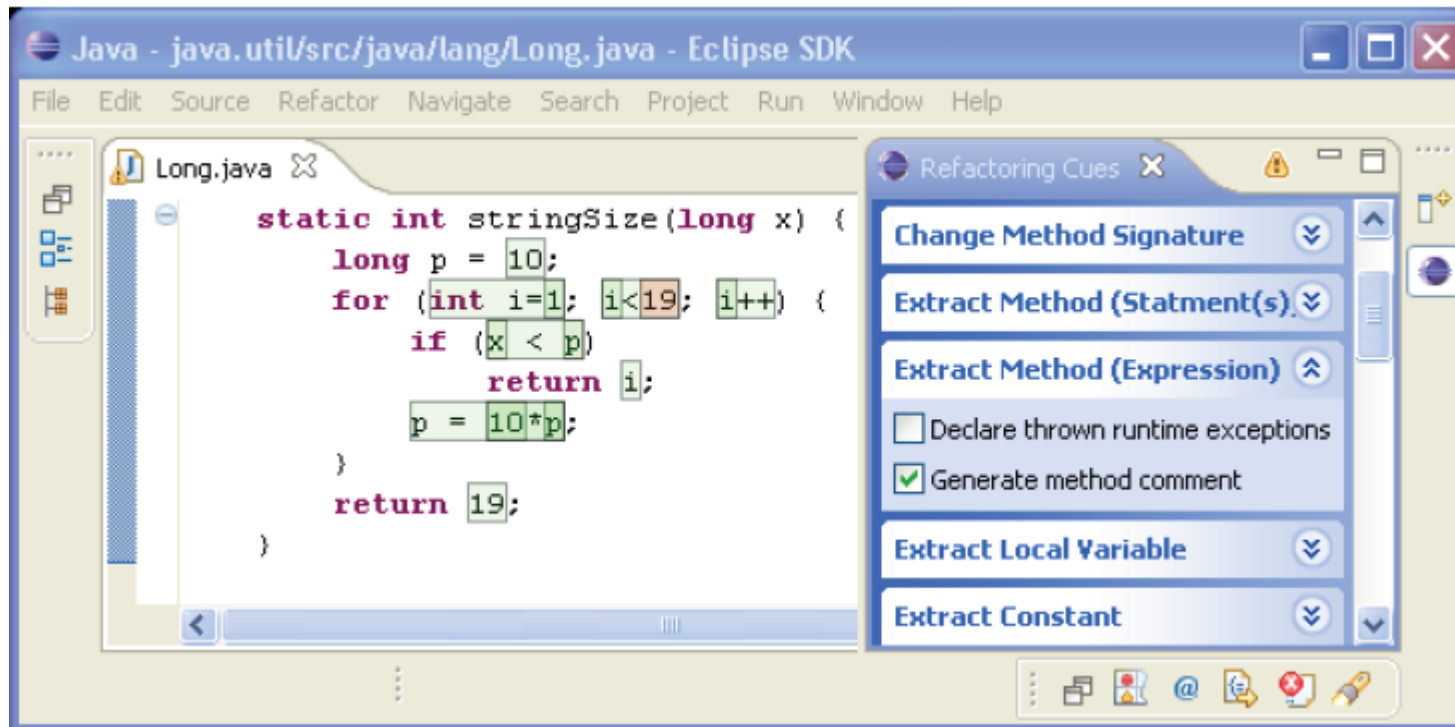 Java - java.util/src/java/lang/Long.java - Eclipse SDK
File Edit Source Refactor Navigate Search Project Run Window Help
Long.java
static int stringSize(long x) {
long p = 10;
for (int i=1; i<19; i++) {
if (x < p)
return i;
p = 10*p;
}
return 19;
}
Refactoring Cues
Change Method Signature
Extract Method (Statment(s)
Extract Method (Expression)
Declare thrown runtime exceptions
Generate method comment
Extract Local Variable
Extract Constant